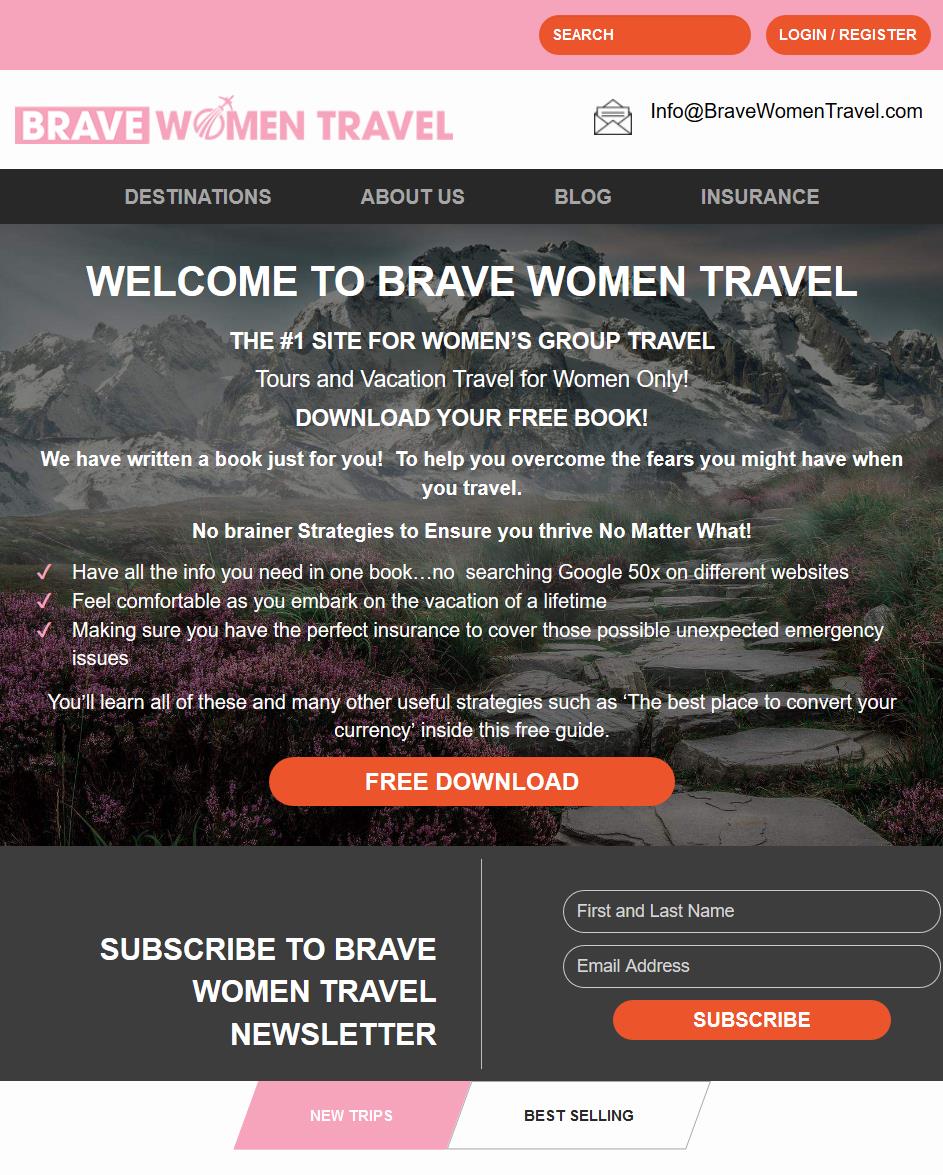 SEARCH
LOGIN / REGISTER
BRAVE WOMEN TRAVEL
Info@BraveWomenTravel.com
DESTINATIONS
ABOUT US
BLOG
INSURANCE
WELCOME TO BRAVE WOMEN TRAVEL
THE #1 SITE FOR WOMEN’S GROUP TRAVEL
Tours and Vacation Travel for Women Only!
DOWNLOAD YOUR FREE BOOK!
We have written a book just for you!  To help you overcome the fears you might have when
you travel.
No brainer Strategies to Ensure you thrive No Matter What!
✓ Have all the info you need in one book…no  searching Google 50x on different websites
✓ Feel comfortable as you embark on the vacation of a lifetime
✓ Making sure you have the perfect insurance to cover those possible unexpected emergency
issues
You’ll learn all of these and many other useful strategies such as ‘The best place to convert your
currency’ inside this free guide.
FREE DOWNLOAD
SUBSCRIBE TO BRAVE
WOMEN TRAVEL
NEWSLETTER
First and Last Name
Email Address
SUBSCRIBE
NEW TRIPS
BEST SELLING